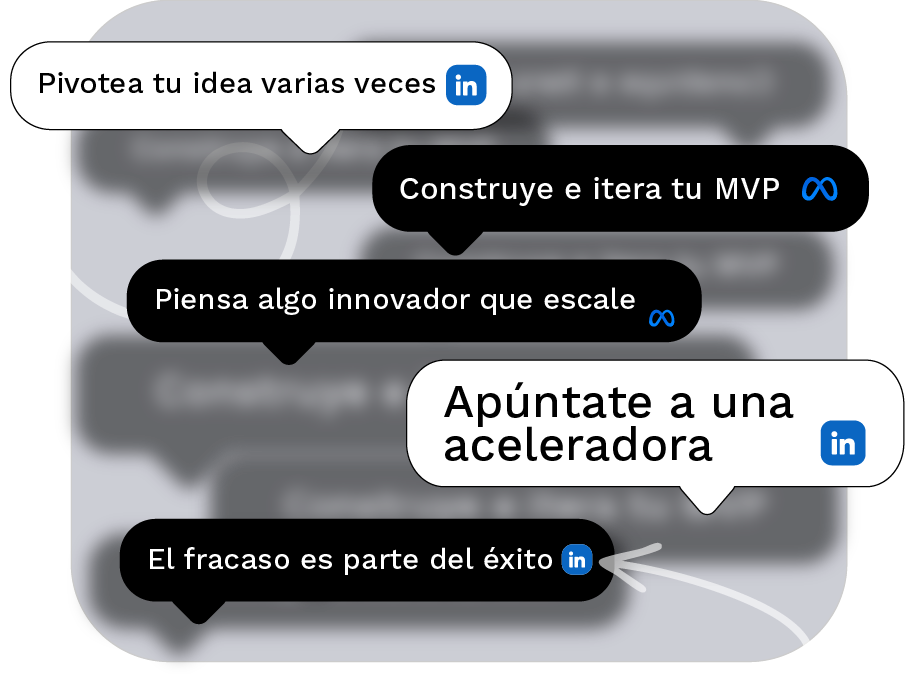 Pivotea tu idea varias veces in
Construye e itera tu MVP
Piensa algo innovador que escale
Apúntate a una
aceleradora in
El fracaso es parte del éxito in